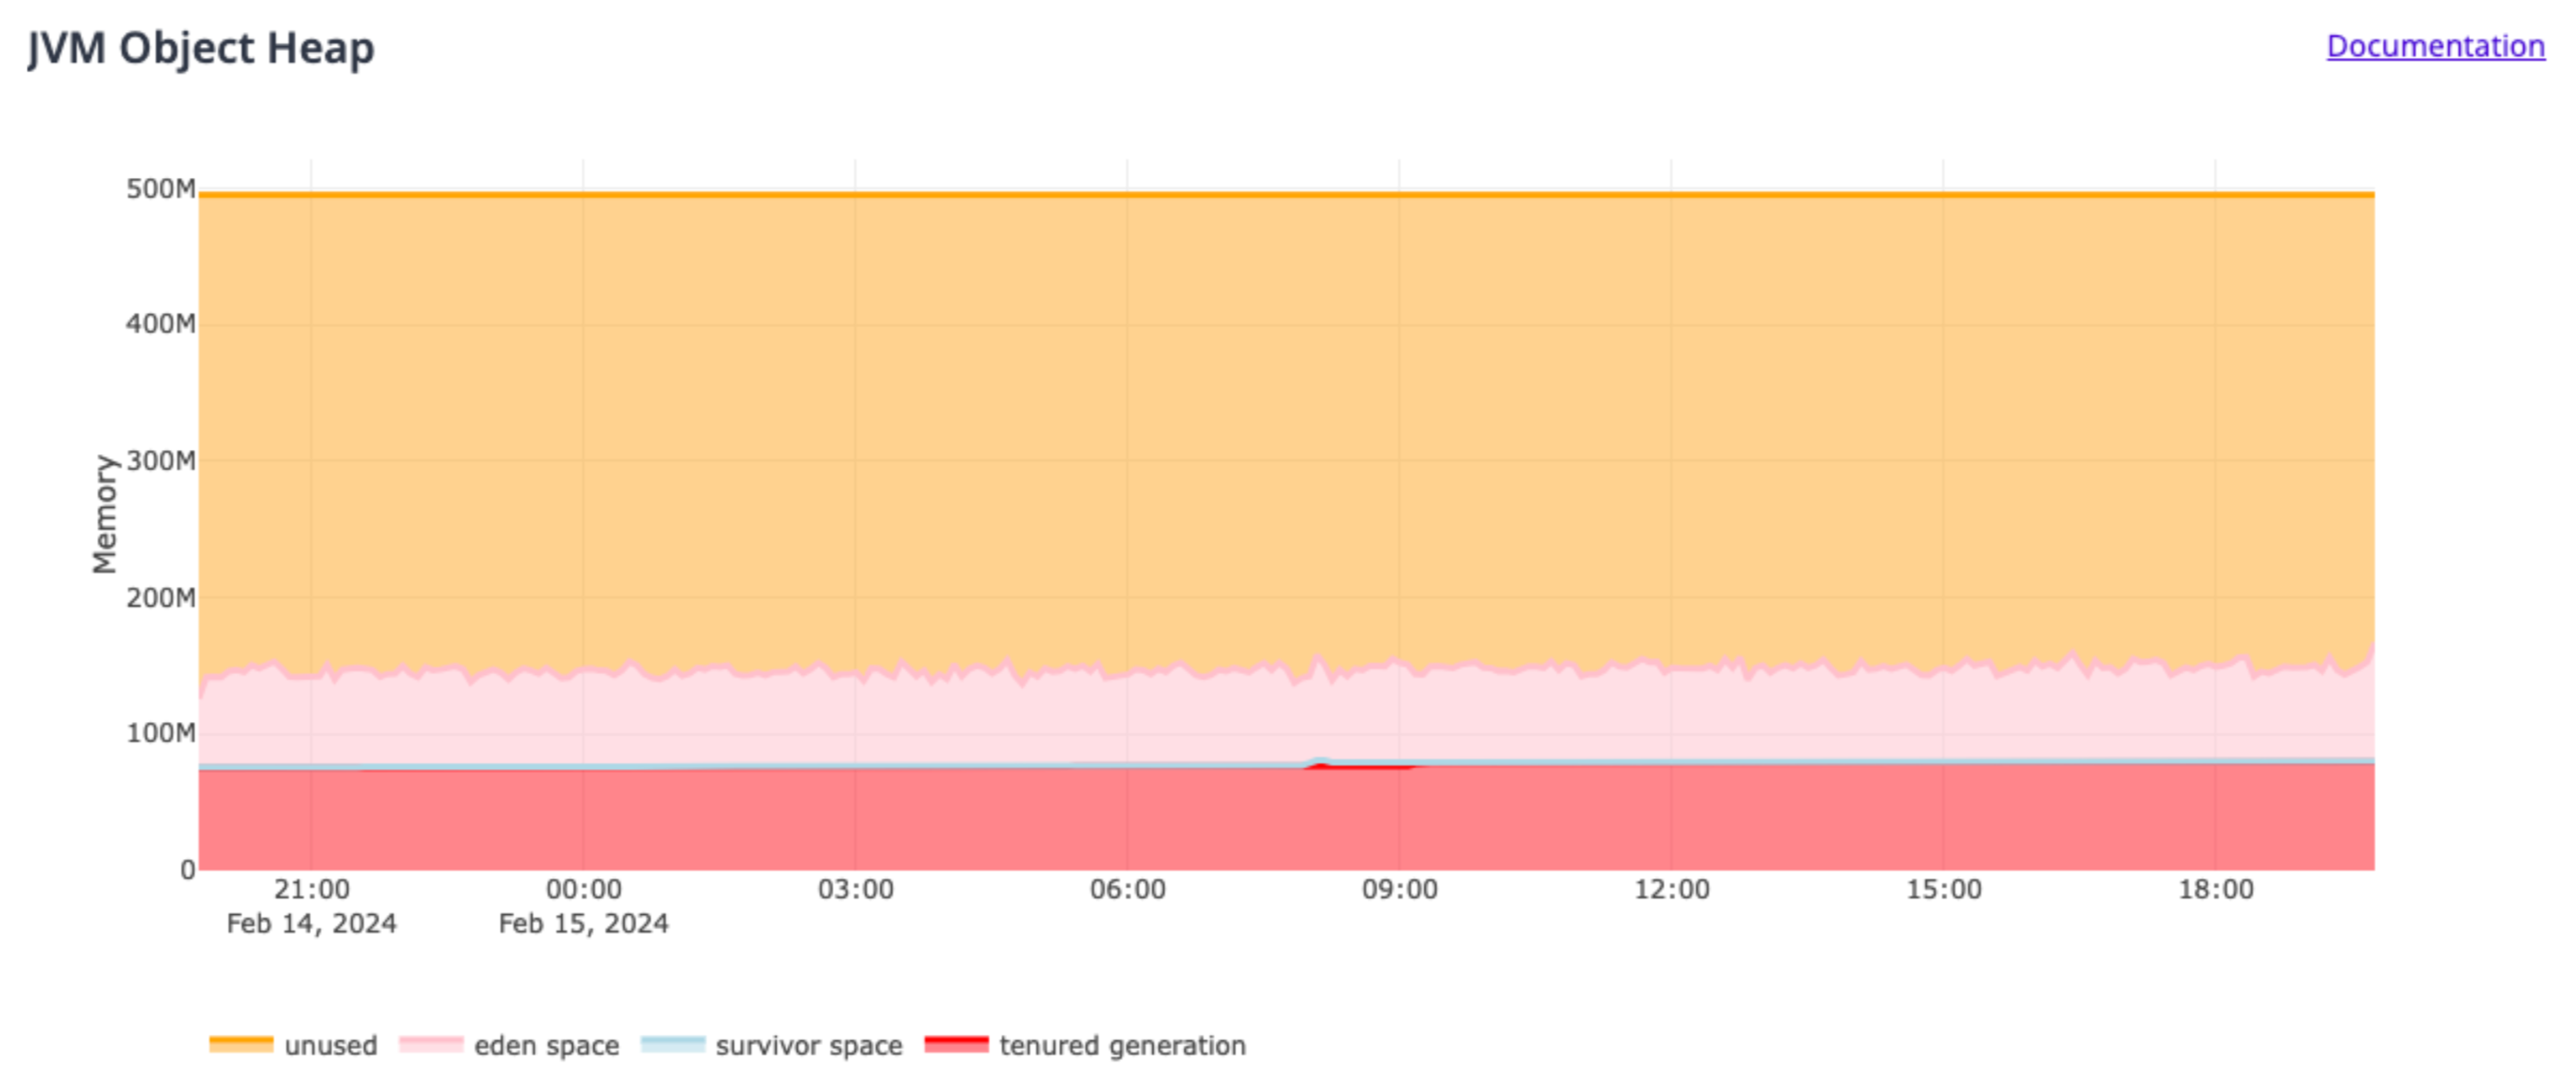 JVM Object Heap
Documentation
500M
400M
300M
200M
100M
0
Memory
21:00
00:00
03:00
06:00
09:00
12:00
15:00
18:00
Feb 14, 2024
Feb 15, 2024
unused
eden space
survivor space
tenured generation